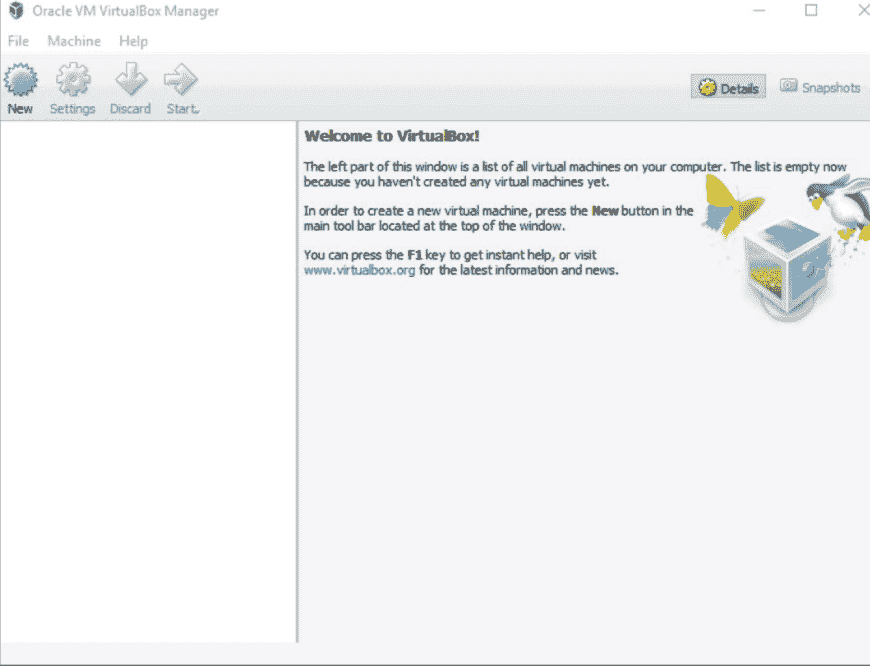 Oracle VM VirtualBox Manager
File Machine Help
New Settings Discard Start
Details Snapshots
Welcome to VirtualBox!
The left part of this window is a list of all virtual machines on your computer. The list is empty now
because you haven't created any virtual machines yet.
In order to create a new virtual machine, press the New button in the
main tool bar located at the top of the window.
You can press the F1 key to get instant help, or visit
www.virtualbox.org for the latest information and news.